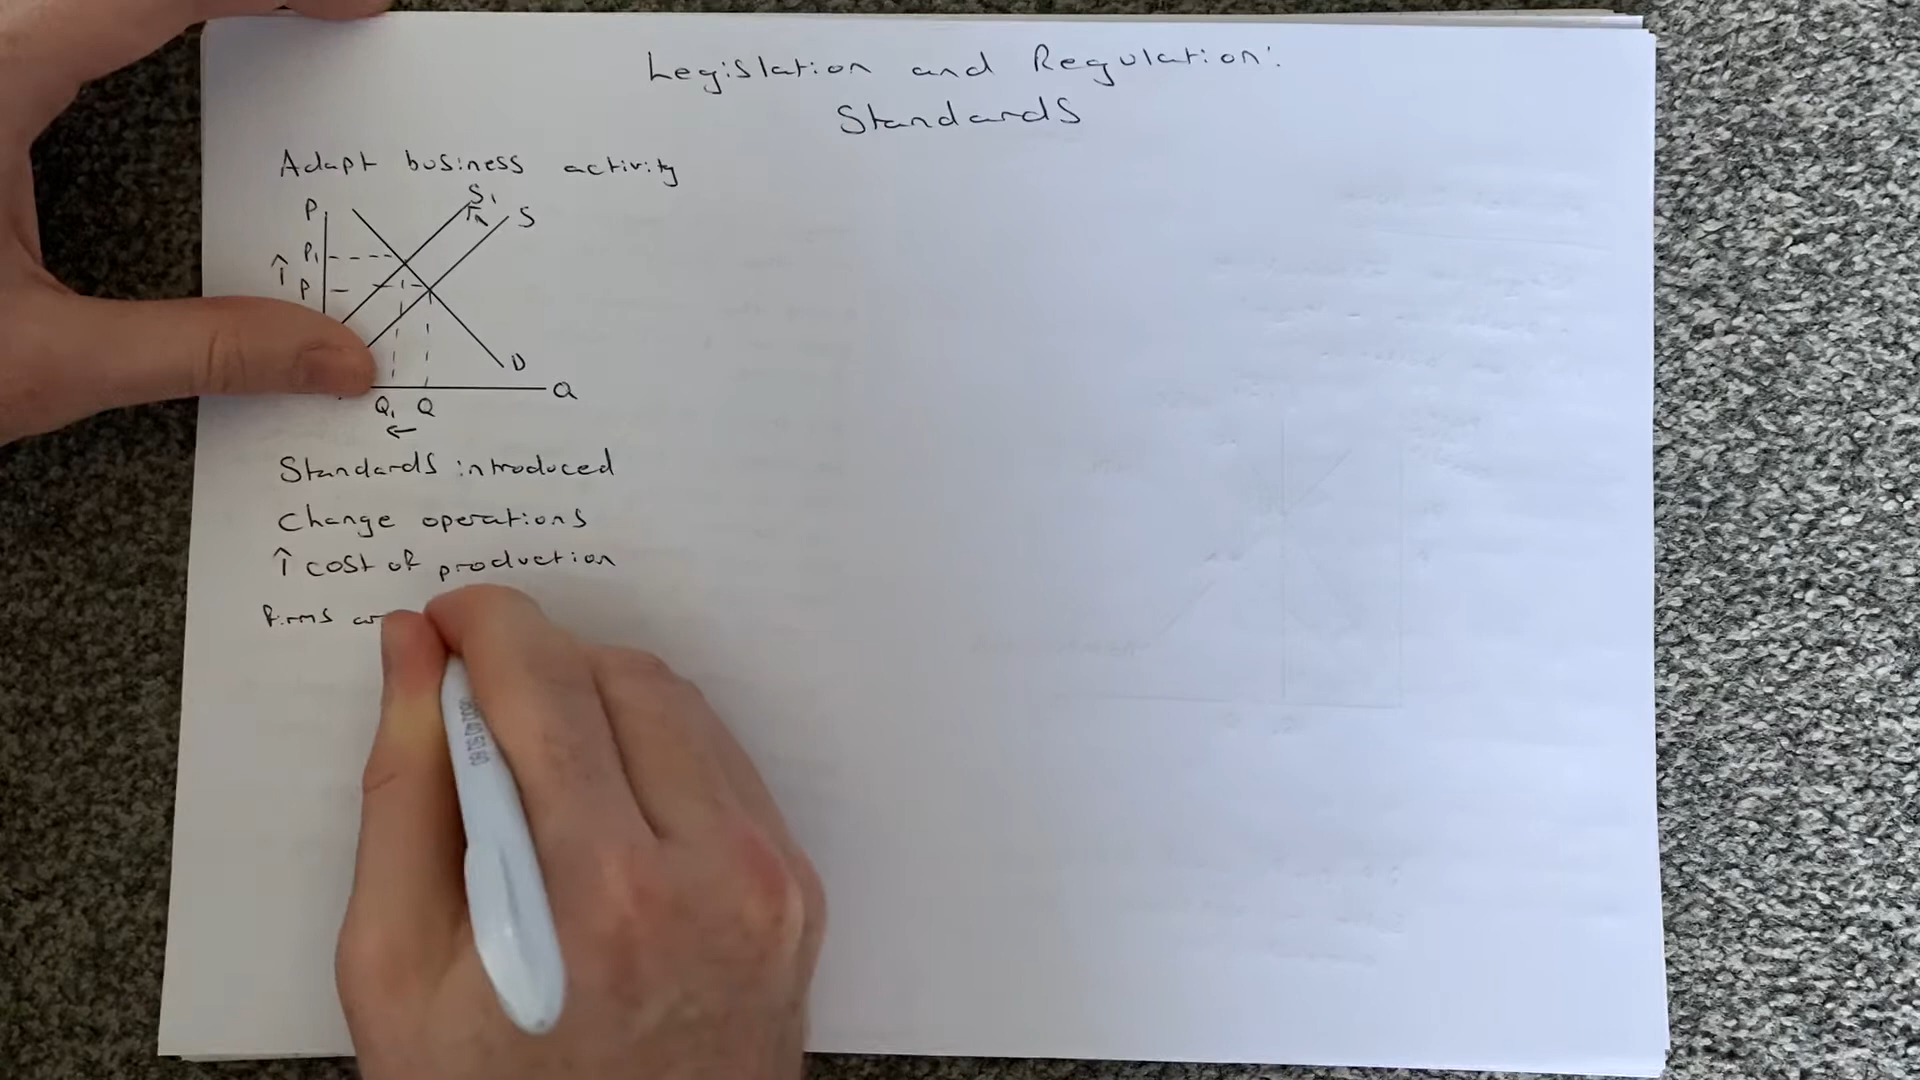 Legislation and Regulation:
Standards
Adapt business activity
P
S₁
S
P₁
↑
P
D
Q
Q₁ Q
←
Standards introduced
Change operations
↑ cost of production
Firms